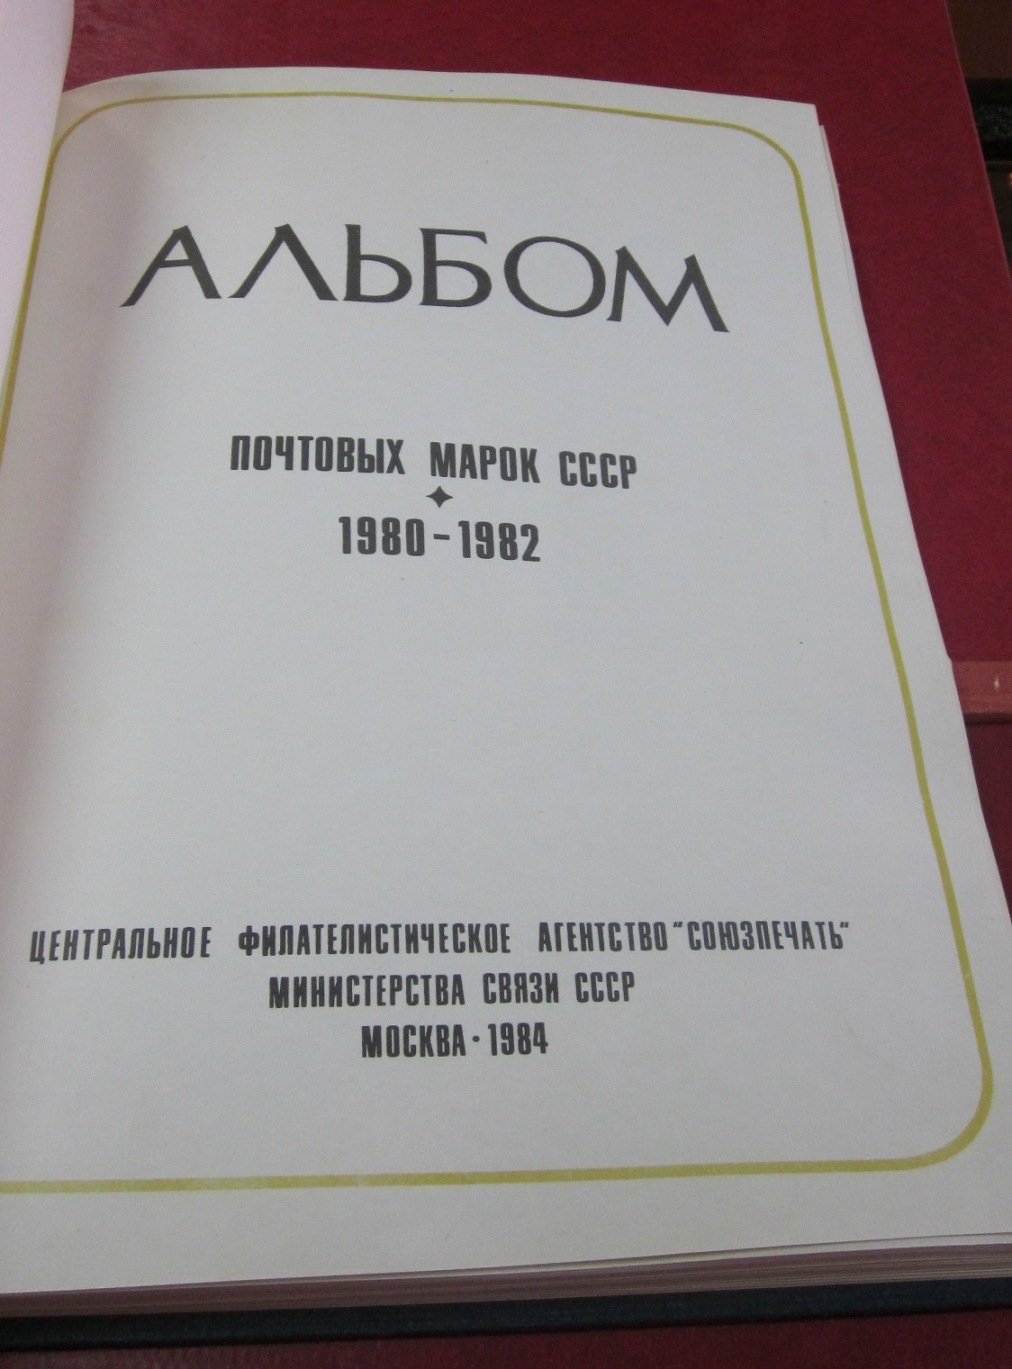 АЛЬБОМ
ПОЧТОВЫХ МАРОК СССР
1980-1982
ЦЕНТРАЛЬНОЕ ФИЛАТЕЛИСТИЧЕСКОЕ АГЕНТСТВО "СОЮЗПЕЧАТЬ"
МИНИСТЕРСТВА СВЯЗИ СССР
МОСКВА · 1984